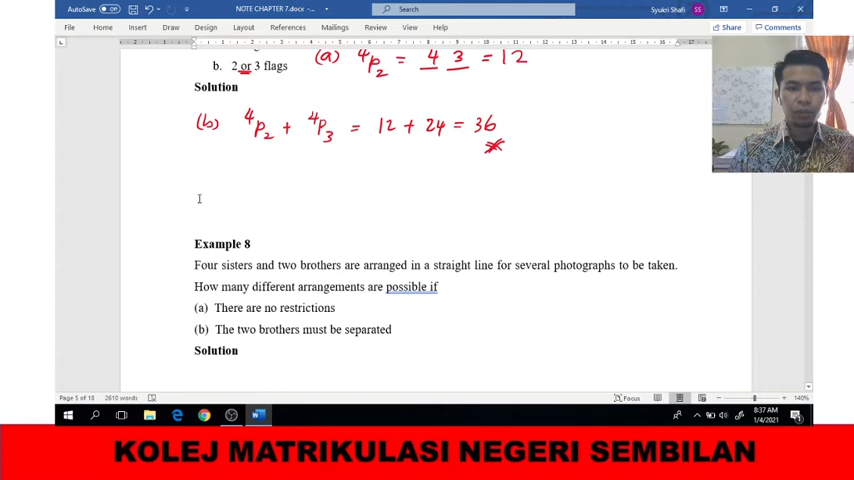 AutoSave Off NOTE CHAPTER 7.docx Search Syukri Shafi SS
File Home Insert Draw Design Layout References Mailings Review View Help Share Comments
b. 2 or 3 flags (a) ⁴P₂ = 4 3 = 12
Solution
(b) ⁴P₂ + ⁴P₃ = 12 + 24 = 36
Example 8
Four sisters and two brothers are arranged in a straight line for several photographs to be taken.
How many different arrangements are possible if
(a) There are no restrictions
(b) The two brothers must be separated
Solution
Page 5 of 18 2610 words Focus 140%
8:37 AM
1/4/2021
KOLEJ MATRIKULASI NEGERI SEMBILAN